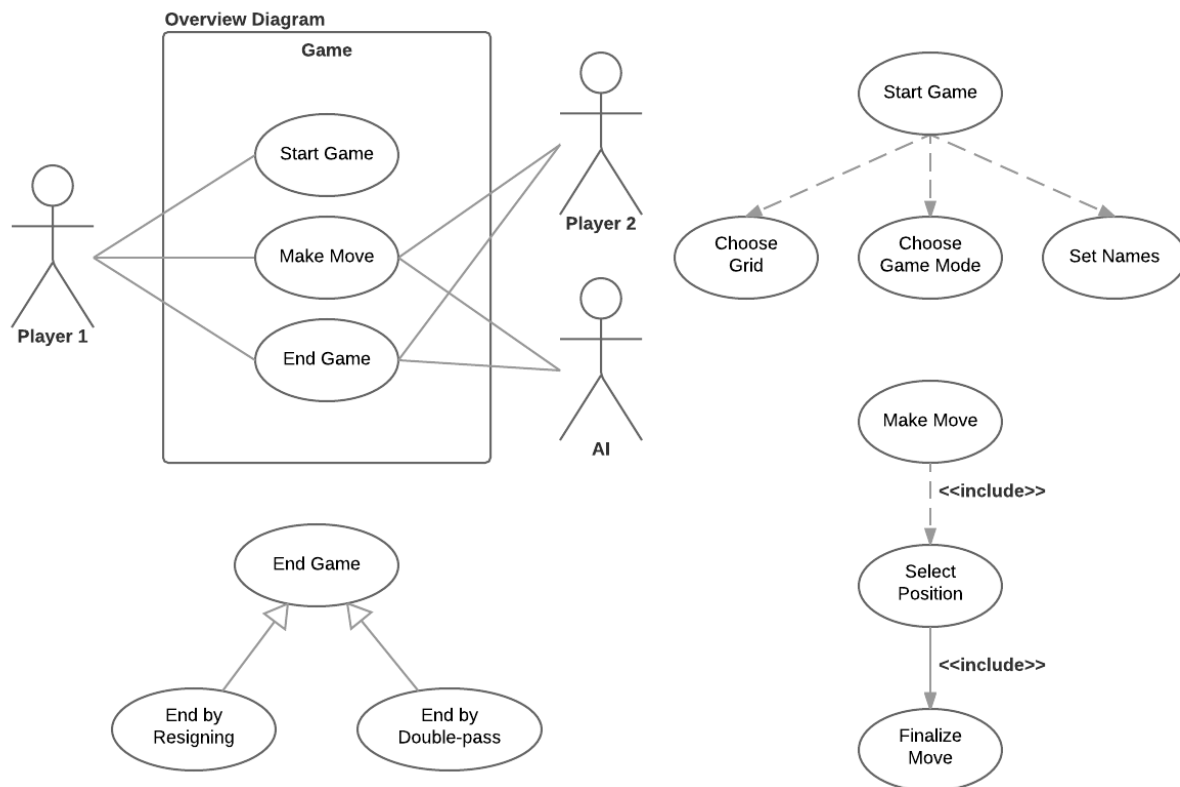 Overview Diagram
Game
Start Game
Make Move
End Game
Player 1
Player 2
AI
Start Game
Choose
Grid
Choose
Game Mode
Set Names
Make Move
<<include>>
Select
Position
<<include>>
Finalize
Move
End Game
End by
Resigning
End by
Double-pass